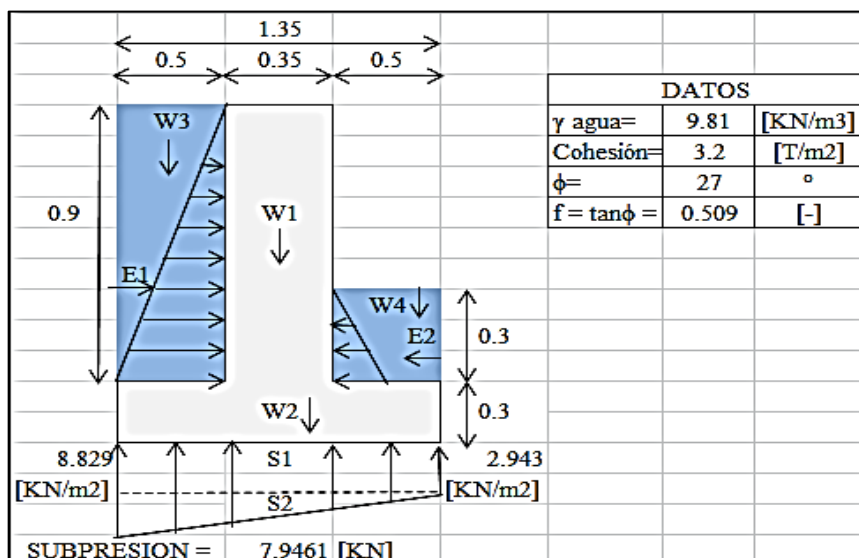 1.35
0.5 0.35 0.5
DATOS
γ agua= 9.81 [KN/m3]
Cohesión= 3.2 [T/m2]
ϕ= 27 °
f = tanϕ = 0.509 [-]
W3
0.9
W1
E1
W4
E2
0.3
W2
0.3
8.829 S1 2.943
[KN/m2] [KN/m2]
S2
SUBPRESION = 7.9461 [KN]